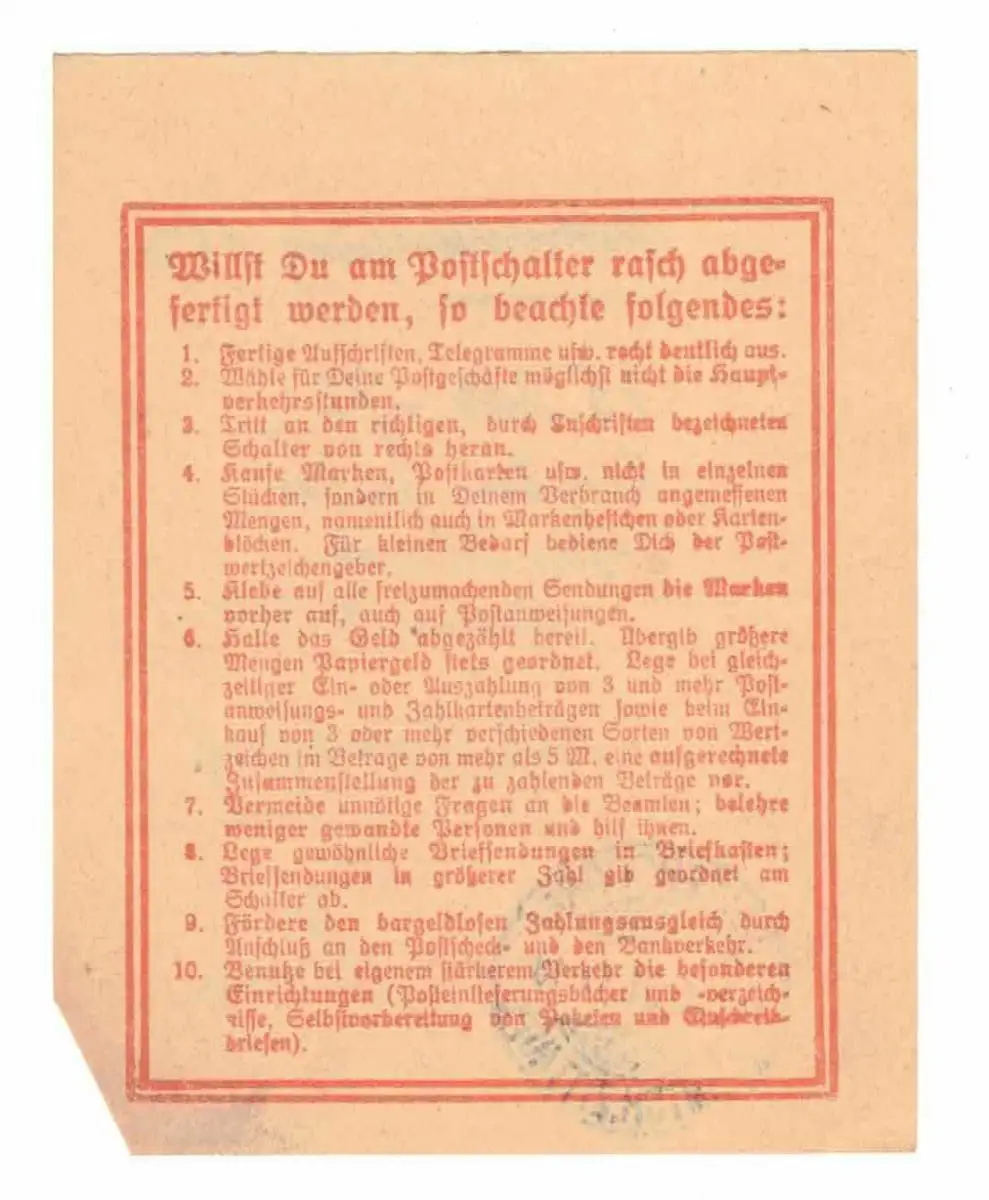 Willst Du am Postschalter rasch abge-
fertigt werden, so beachte folgendes:
1. Fertige Aufschriften, Telegramme usw. recht deutlich aus.
2. Wähle für Deine Postgeschäfte möglichst nicht die Haupt-
verkehrsstunden.
3. Tritt an den richtigen, durch Inschriften bezeichneten
Schalter von rechts heran.
4. Kaufe Marken, Postkarten usw. nicht in einzelnen
Stücken, sondern in Deinem Verbrauch angemessenen
Mengen, namentlich auch in Markenheftchen oder Karten-
blöcken. Für kleinen Bedarf bediene Dich der Post-
wertzeichengeber.
5. Klebe auf alle freizumachenden Sendungen die Marken
vorher auf, auch auf Postanweisungen.
6. Halte das Geld abgezählt bereit. Übergib größere
Mengen Papiergeld stets geordnet. Lege bei gleich-
zeitiger Ein- oder Auszahlung von 3 und mehr Post-
anweisungs- und Zahlkartenbeträgen sowie beim Ein-
kauf von 3 oder mehr verschiedenen Sorten von Wert-
zeichen im Betrage von mehr als 5 M. eine aufgerechnete
Zusammenstellung der zu zahlenden Beträge vor.
7. Vermeide unnötige Fragen an die Beamten; belehre
weniger gewandte Personen und hilf ihnen.
8. Lege gewöhnliche Briefsendungen in Briefkasten;
Briefsendungen in größerer Zahl gib geordnet am
Schalter ab.
9. Fördere den bargeldlosen Zahlungsausgleich durch
Anschluß an den Postscheck- und den Bankverkehr.
10. Benutze bei eigenem stärkerem Verkehr die besonderen
Einrichtungen (Posteinlieferungsbücher und -verzeich-
nisse, Selbstvorbereitung von Paketen und Einschreib-
briefen).